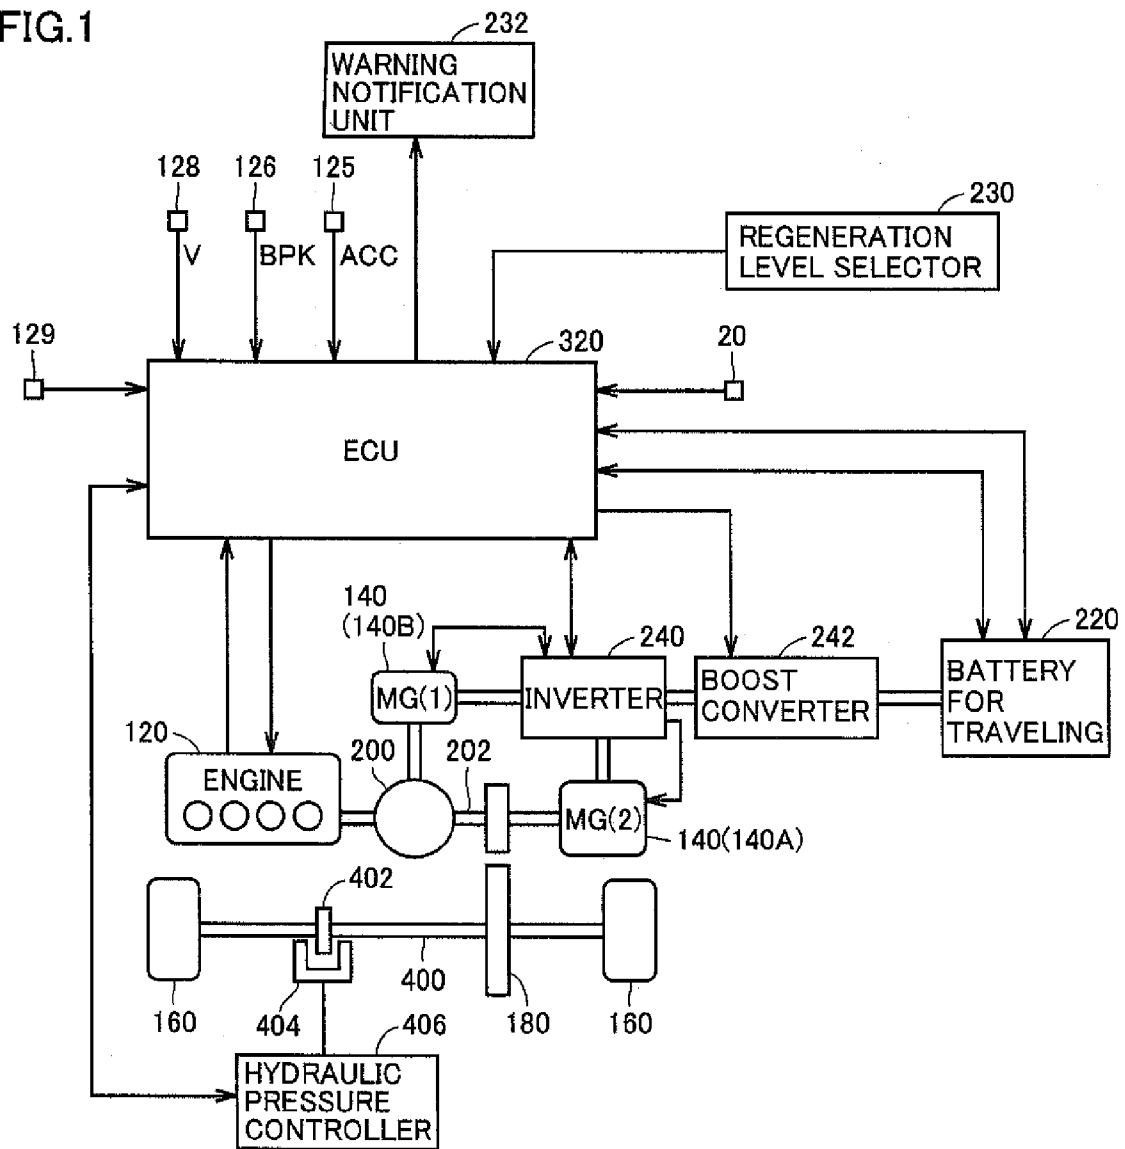 FIG.1
232
WARNING
NOTIFICATION
UNIT
128
126
125
230
V
BPK
ACC
REGENERATION
LEVEL SELECTOR
129
320
20
ECU
140
(140B)
240
242
220
MG(1)
INVERTER
BOOST
CONVERTER
BATTERY
FOR
TRAVELING
120
200
202
ENGINE
MG(2)
140(140A)
402
400
160
404
406
180
160
HYDRAULIC
PRESSURE
CONTROLLER